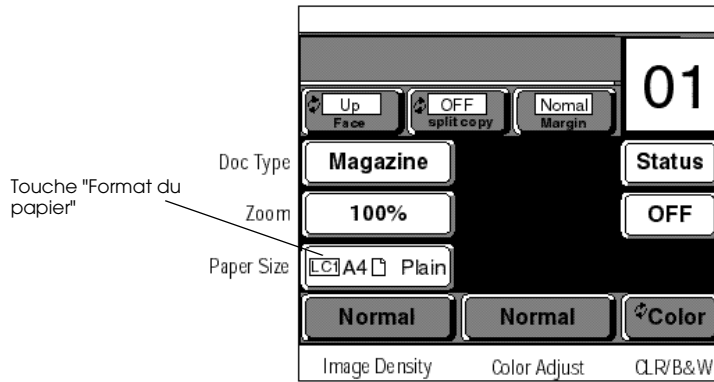 01
Up
OFF
Nomal
Face
split copy
Margin
Doc Type
Magazine
Status
Touche "Format du
papier"
Zoom
100%
OFF
Paper Size
LC1 A4 Plain
Normal
Normal
Color
Image Density
Color Adjust
CLR/B&W